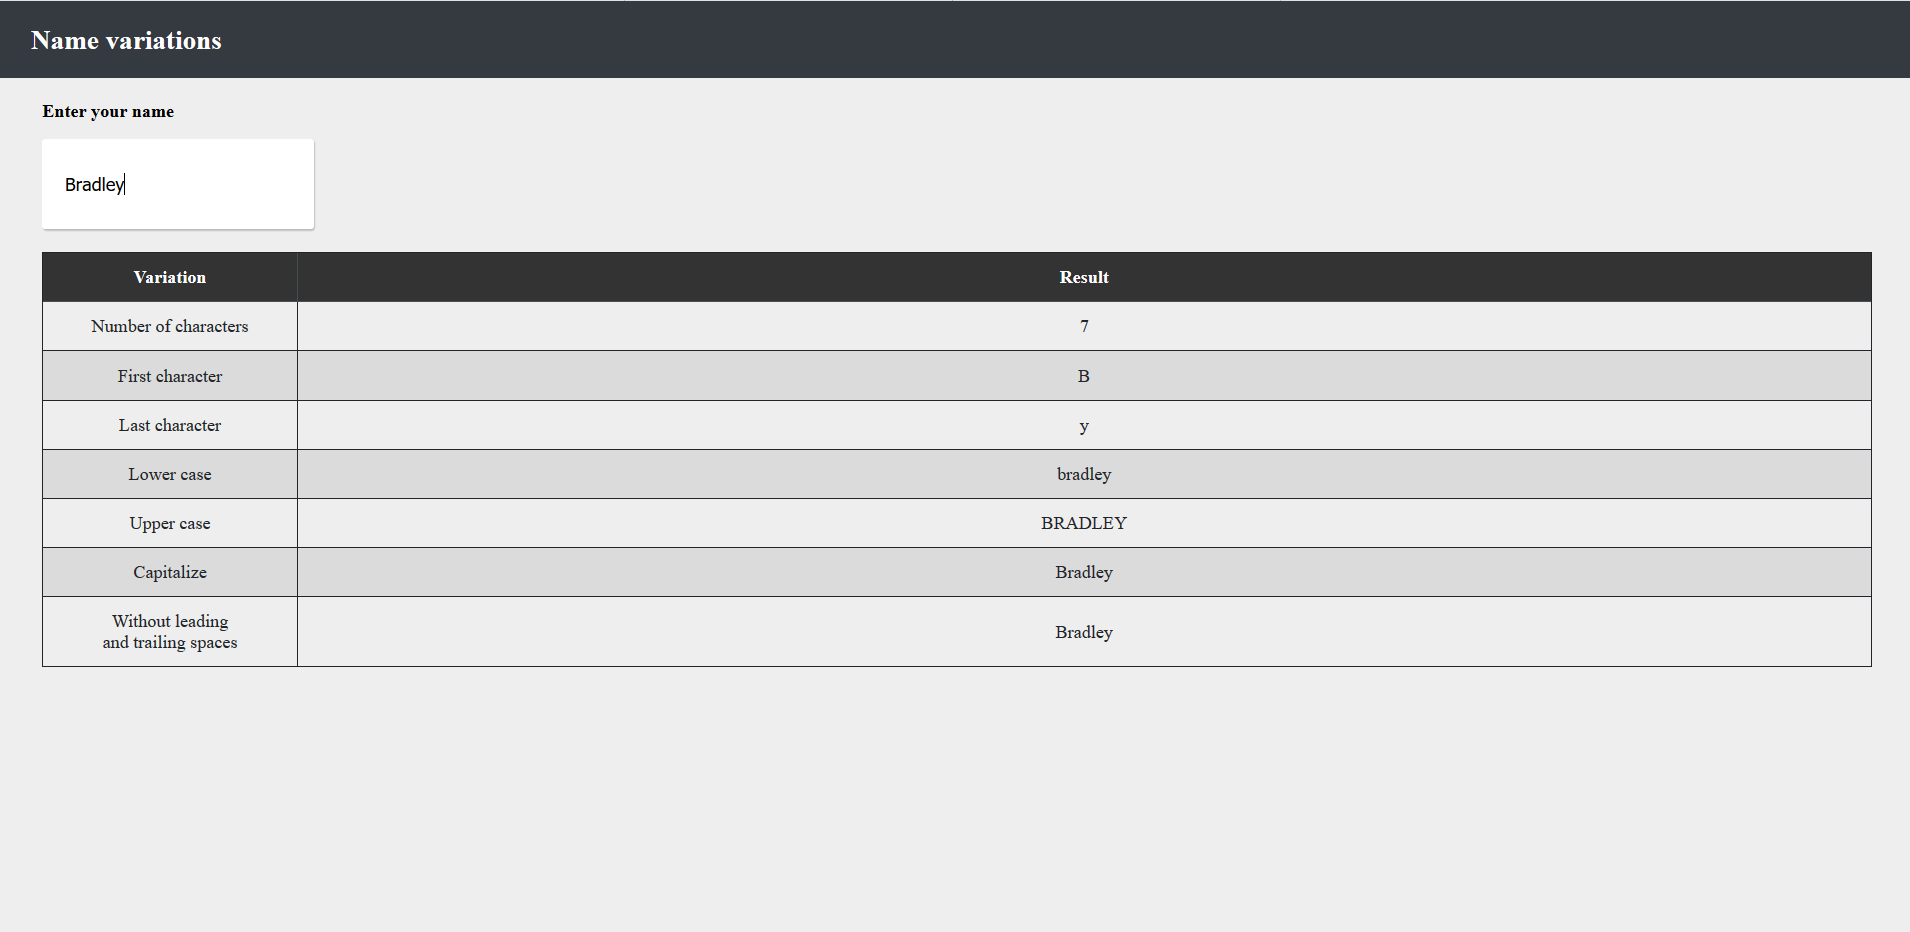 Name variations
Enter your name
Bradley
Variation Result
Number of characters 7
First character B
Last character y
Lower case bradley
Upper case BRADLEY
Capitalize Bradley
Without leading
and trailing spaces Bradley